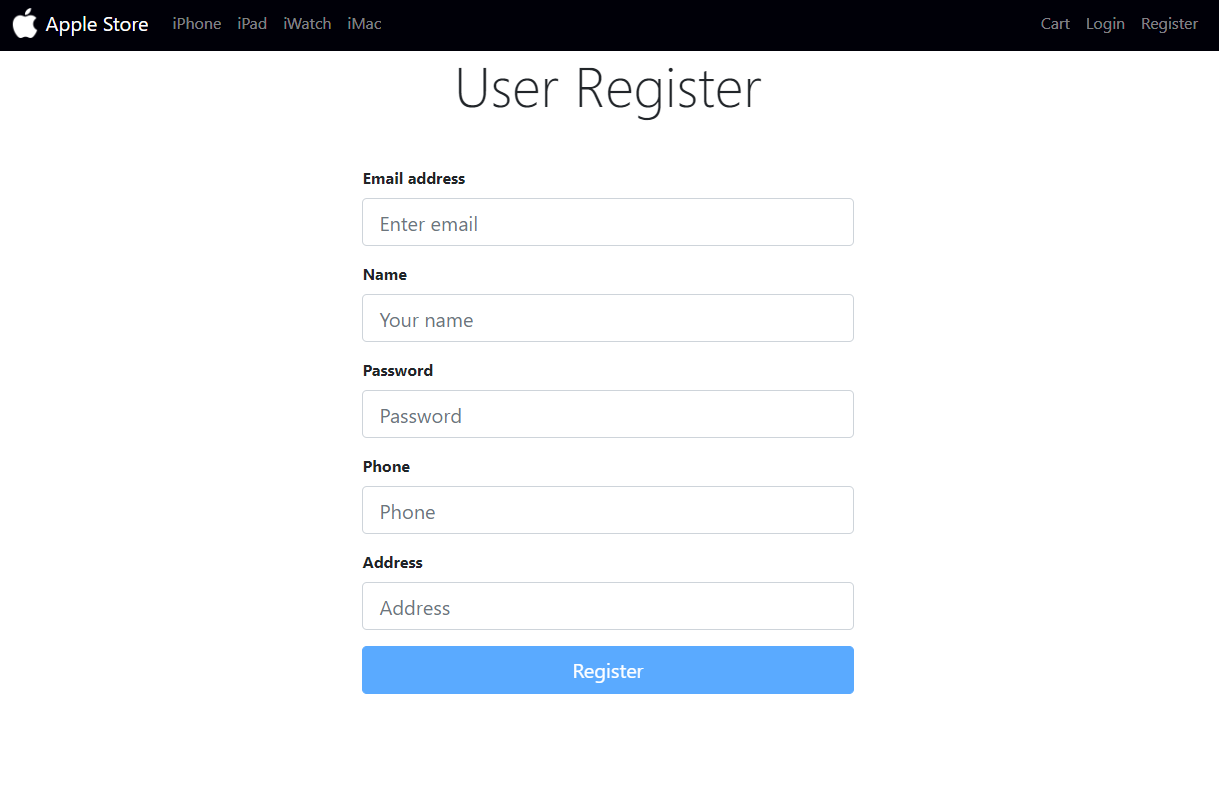 Apple Store iPhone iPad iWatch iMac Cart Login Register
User Register
Email address
Enter email
Name
Your name
Password
Password
Phone
Phone
Address
Address
Register